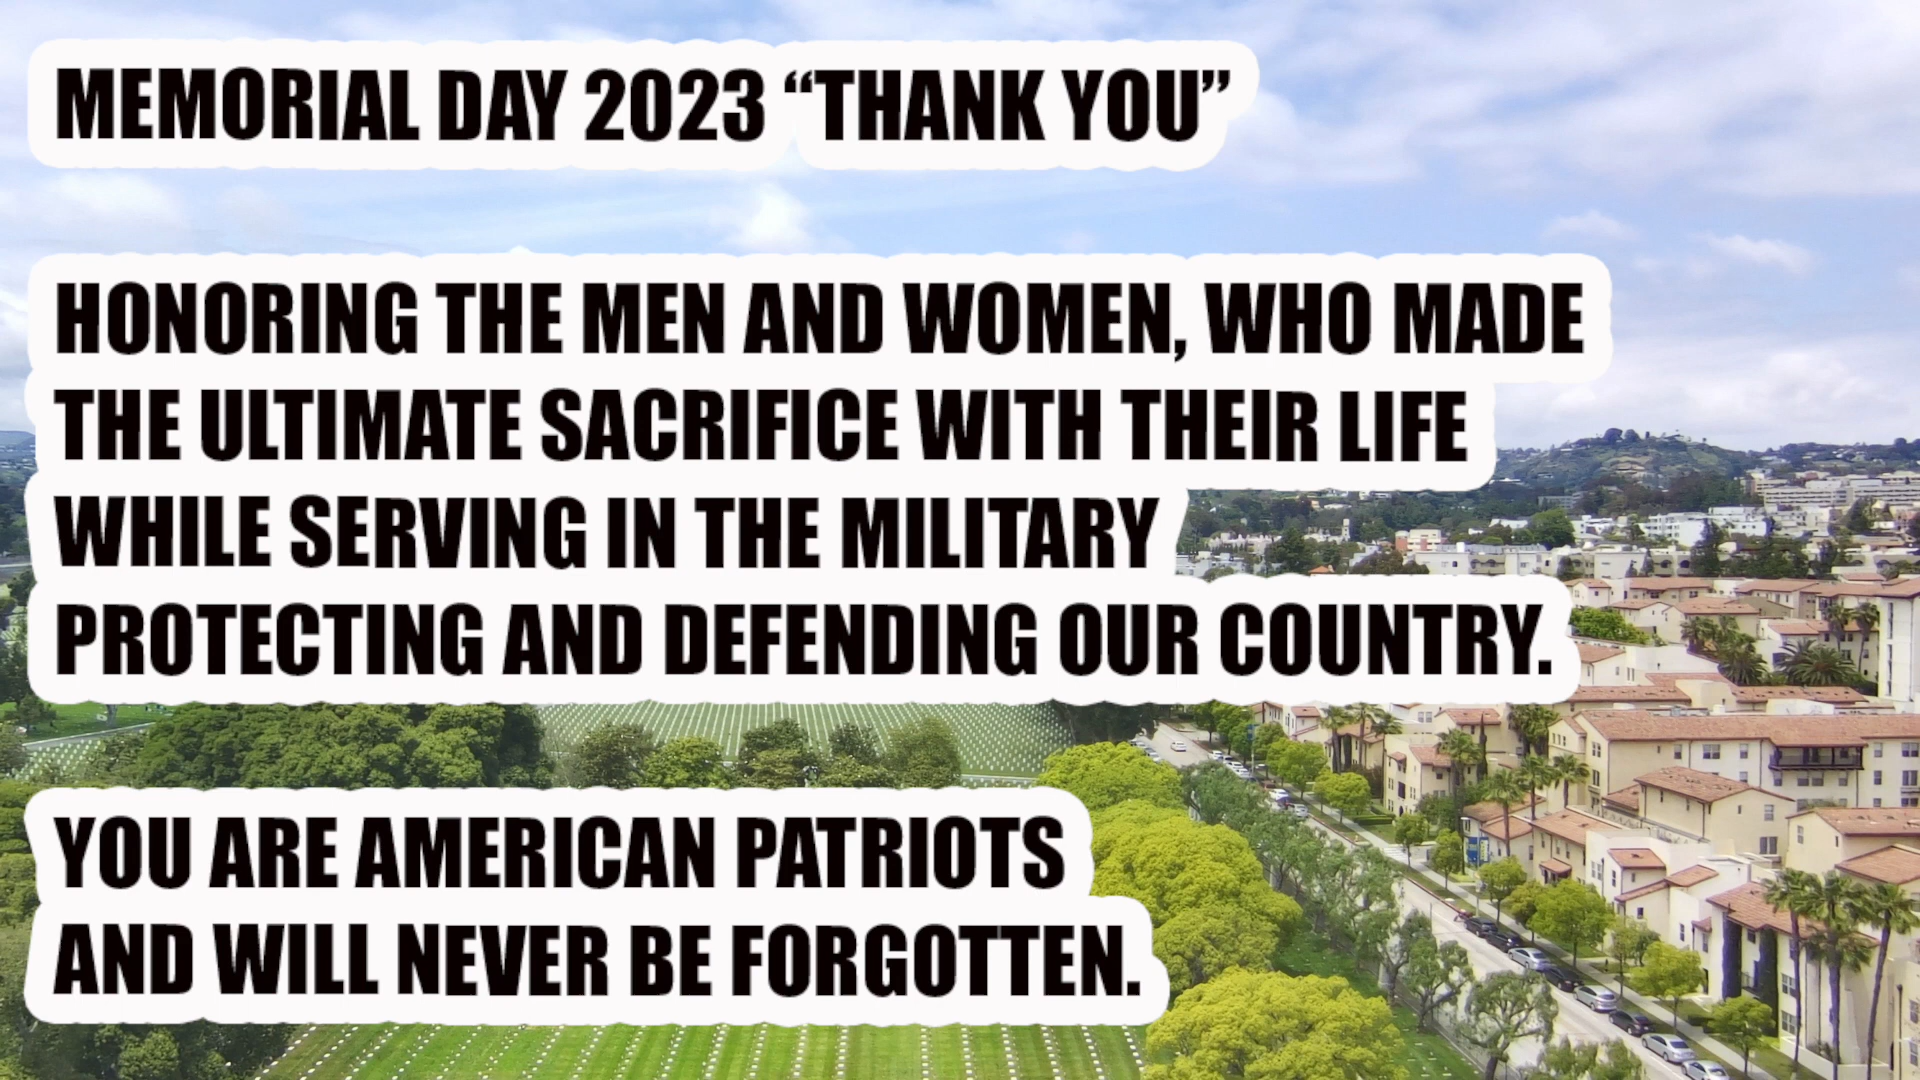 MEMORIAL DAY 2023 “THANK YOU”
HONORING THE MEN AND WOMEN, WHO MADE
THE ULTIMATE SACRIFICE WITH THEIR LIFE
WHILE SERVING IN THE MILITARY
PROTECTING AND DEFENDING OUR COUNTRY.
YOU ARE AMERICAN PATRIOTS
AND WILL NEVER BE FORGOTTEN.